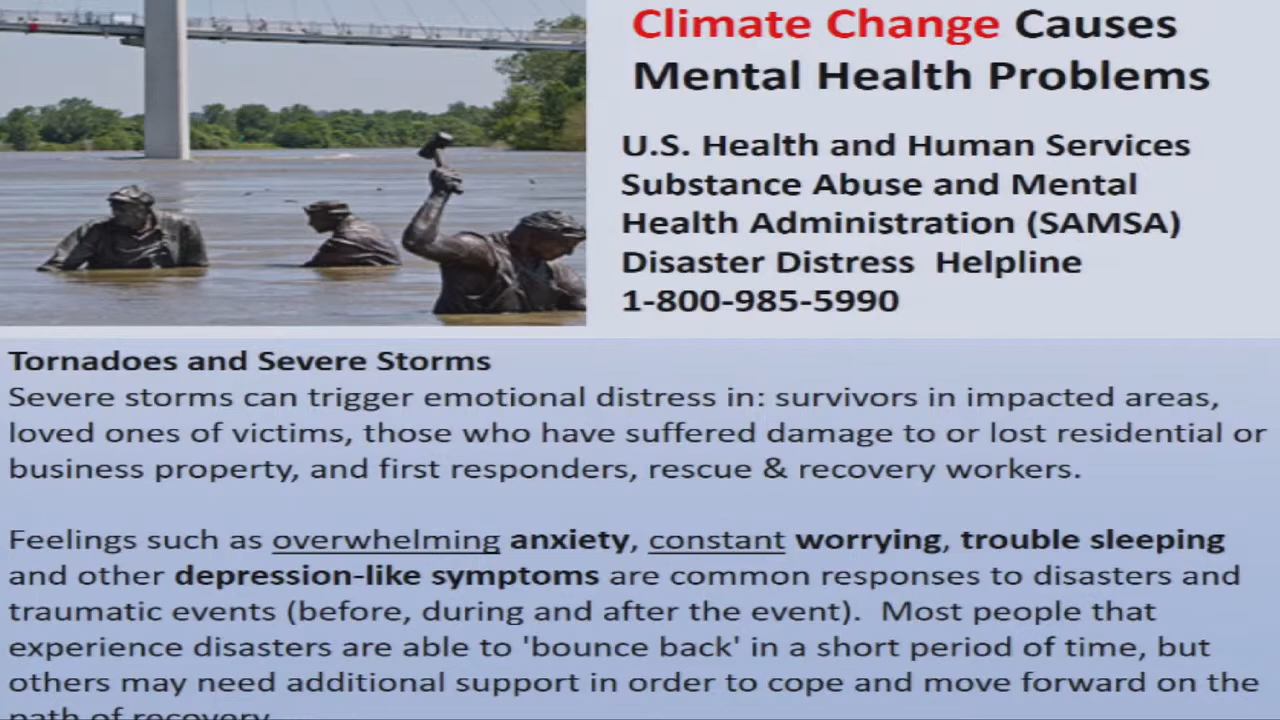 Climate Change Causes
Mental Health Problems
U.S. Health and Human Services
Substance Abuse and Mental
Health Administration (SAMSA)
Disaster Distress Helpline
1-800-985-5990
Tornadoes and Severe Storms
Severe storms can trigger emotional distress in: survivors in impacted areas,
loved ones of victims, those who have suffered damage to or lost residential or
business property, and first responders, rescue & recovery workers.
Feelings such as overwhelming anxiety, constant worrying, trouble sleeping
and other depression-like symptoms are common responses to disasters and
traumatic events (before, during and after the event). Most people that
experience disasters are able to 'bounce back' in a short period of time, but
others may need additional support in order to cope and move forward on the
path of recovery.